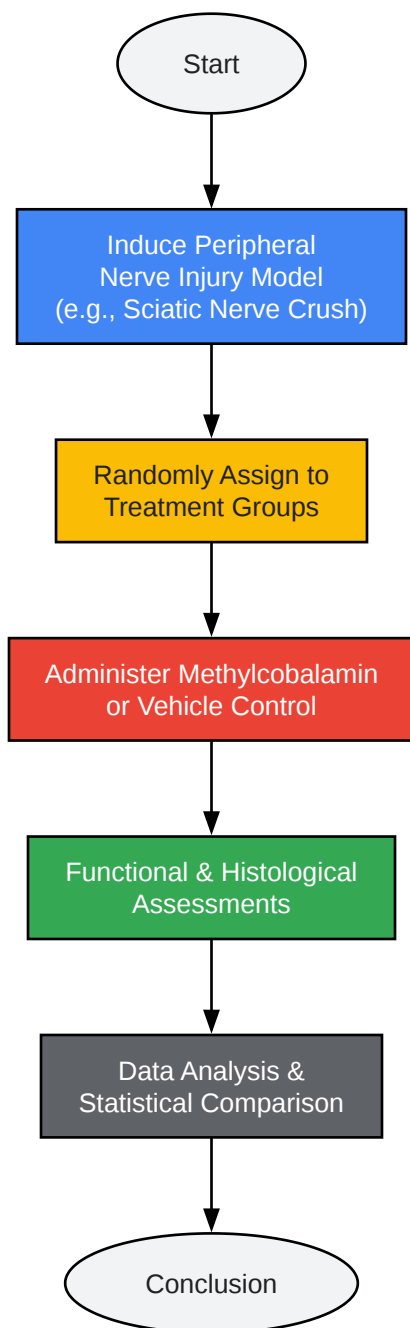 Start
Induce Peripheral
Nerve Injury Model
(e.g., Sciatic Nerve Crush)
Randomly Assign to
Treatment Groups
Administer Methylcobalamin
or Vehicle Control
Functional & Histological
Assessments
Data Analysis &
Statistical Comparison
Conclusion